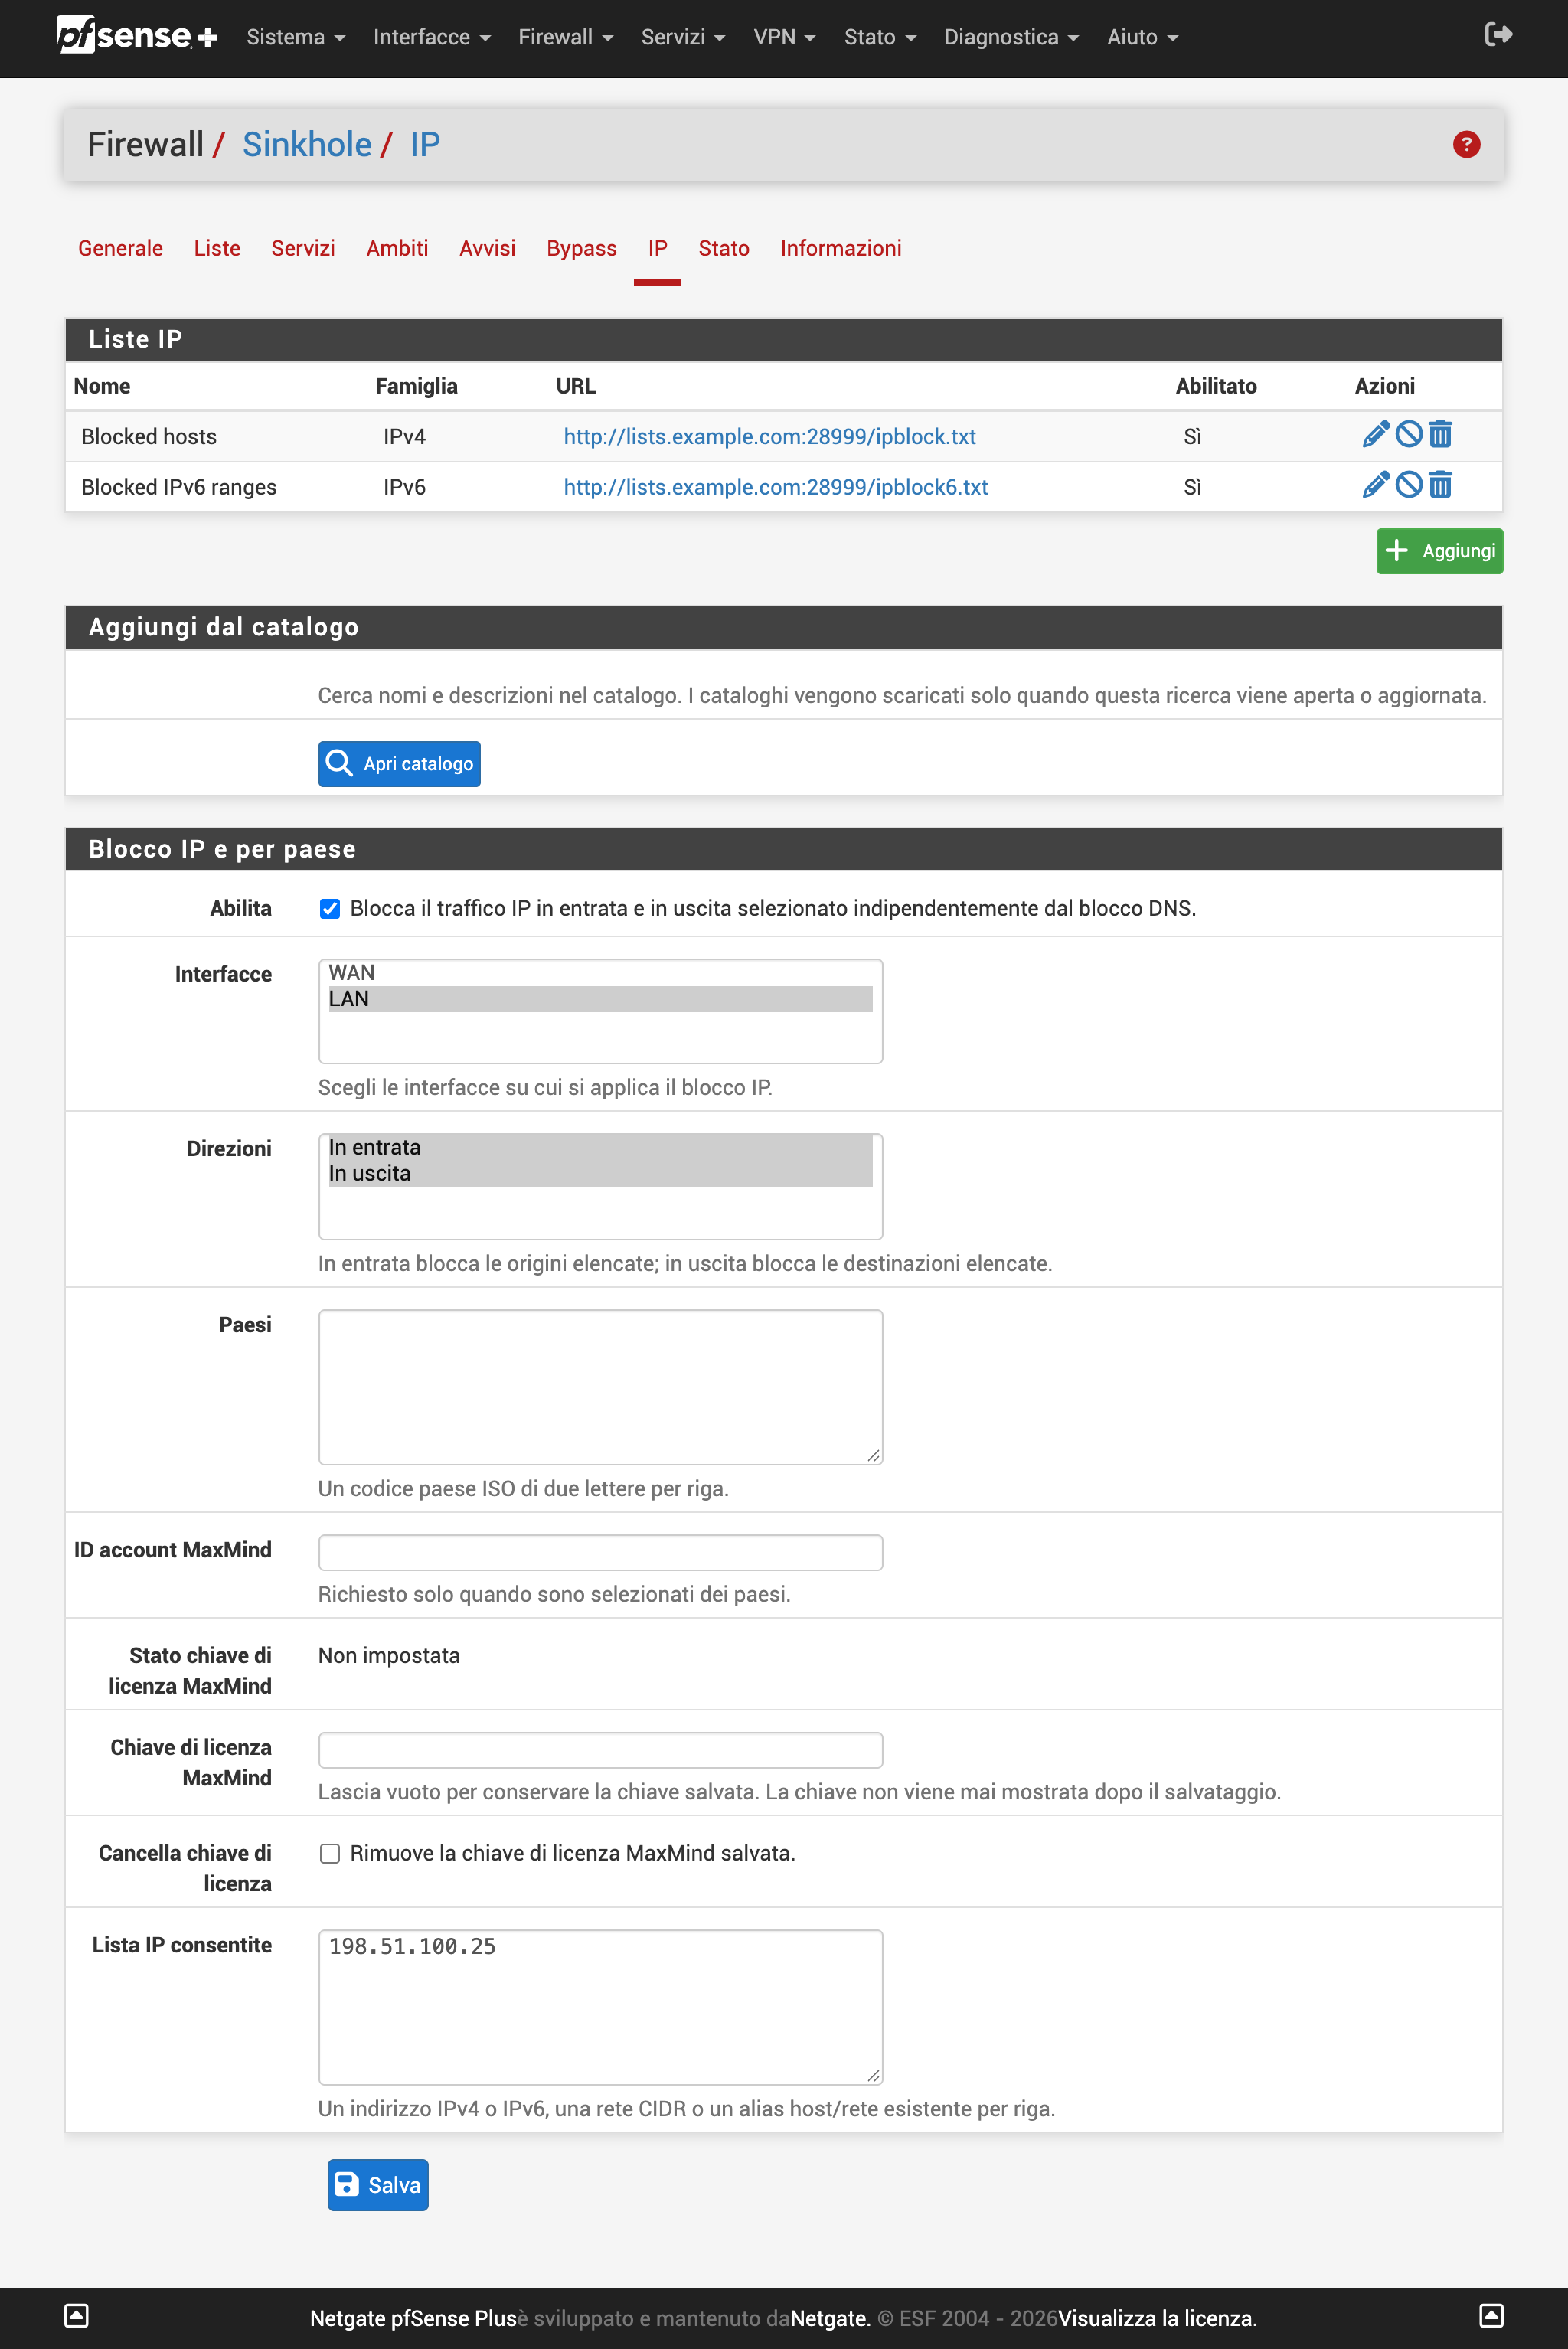 pfsense +
Sistema Interfacce Firewall Servizi VPN Stato Diagnostica Aiuto
Firewall / Sinkhole / IP
?
Generale Liste Servizi Ambiti Avvisi Bypass IP Stato Informazioni
Liste IP
Nome Famiglia URL Abilitato Azioni
Blocked hosts IPv4 http://lists.example.com:28999/ipblock.txt Sì
Blocked IPv6 ranges IPv6 http://lists.example.com:28999/ipblock6.txt Sì
Aggiungi
Aggiungi dal catalogo
Cerca nomi e descrizioni nel catalogo. I cataloghi vengono scaricati solo quando questa ricerca viene aperta o aggiornata.
Apri catalogo
Blocco IP e per paese
Abilita Blocca il traffico IP in entrata e in uscita selezionato indipendentemente dal blocco DNS.
Interfacce WAN
LAN
Scegli le interfacce su cui si applica il blocco IP.
Direzioni In entrata
In uscita
In entrata blocca le origini elencate; in uscita blocca le destinazioni elencate.
Paesi
Un codice paese ISO di due lettere per riga.
ID account MaxMind
Richiesto solo quando sono selezionati dei paesi.
Stato chiave di Non impostata
licenza MaxMind
Chiave di licenza
MaxMind
Lascia vuoto per conservare la chiave salvata. La chiave non viene mai mostrata dopo il salvataggio.
Cancella chiave di Rimuove la chiave di licenza MaxMind salvata.
licenza
Lista IP consentite 198.51.100.25
Un indirizzo IPv4 o IPv6, una rete CIDR o un alias host/rete esistente per riga.
Salva
Netgate pfSense Plusè sviluppato e mantenuto daNetgate. © ESF 2004 - 2026Visualizza la licenza.